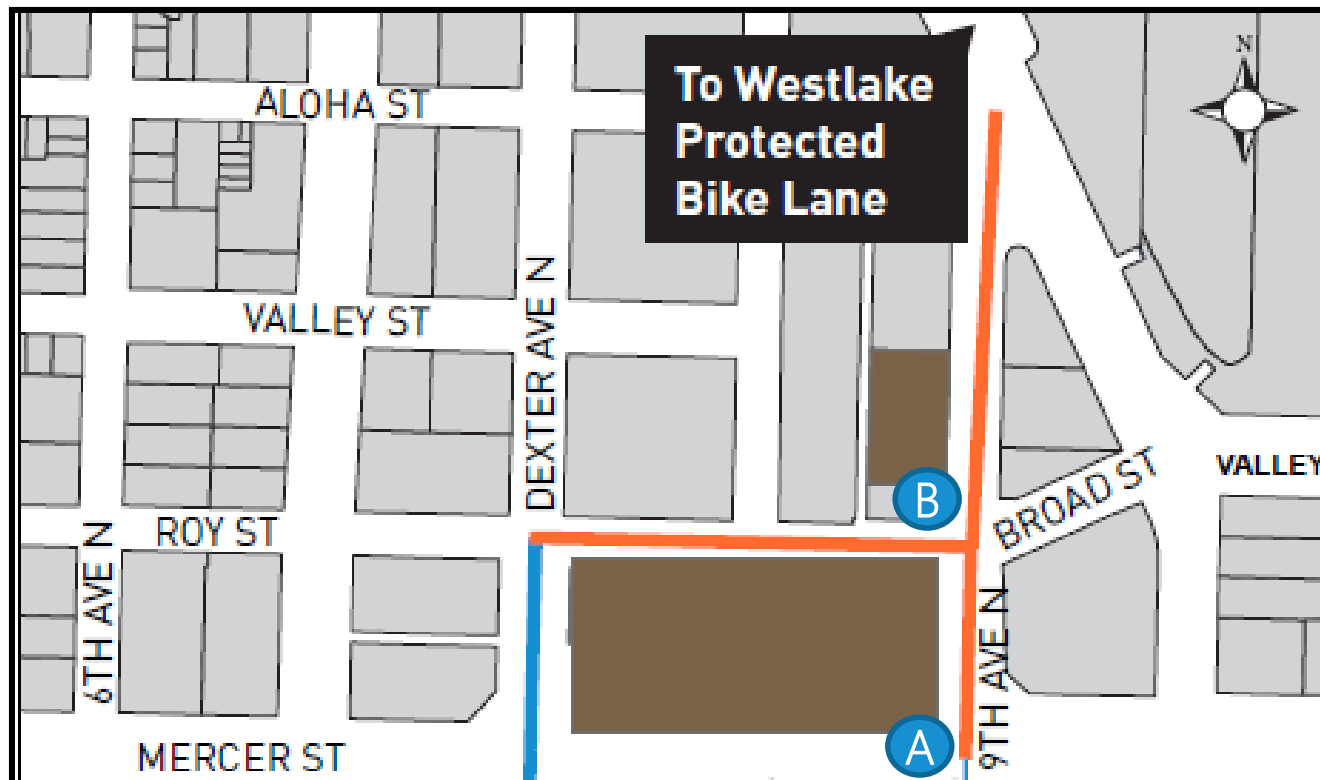 N
ALOHA ST
To Westlake
Protected
Bike Lane
VALLEY ST
DEXTER AVE N
B
BROAD ST
VALLEY
ROY ST
6TH AVE N
9TH AVE N
A
MERCER ST